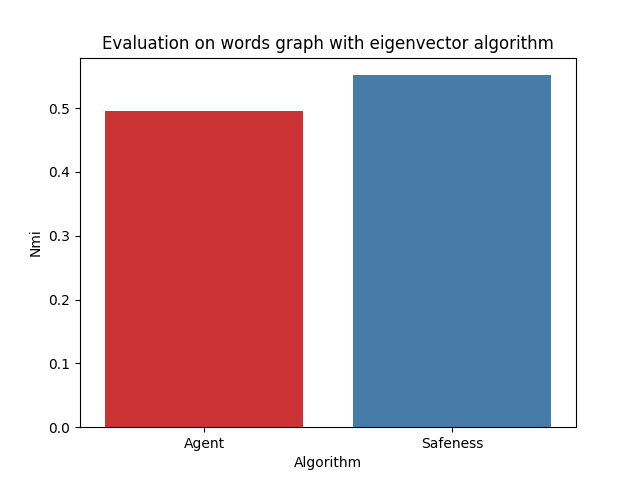 Evaluation on words graph with eigenvector algorithm
Nmi
0.5
0.4
0.3
0.2
0.1
0.0
Agent
Safeness
Algorithm